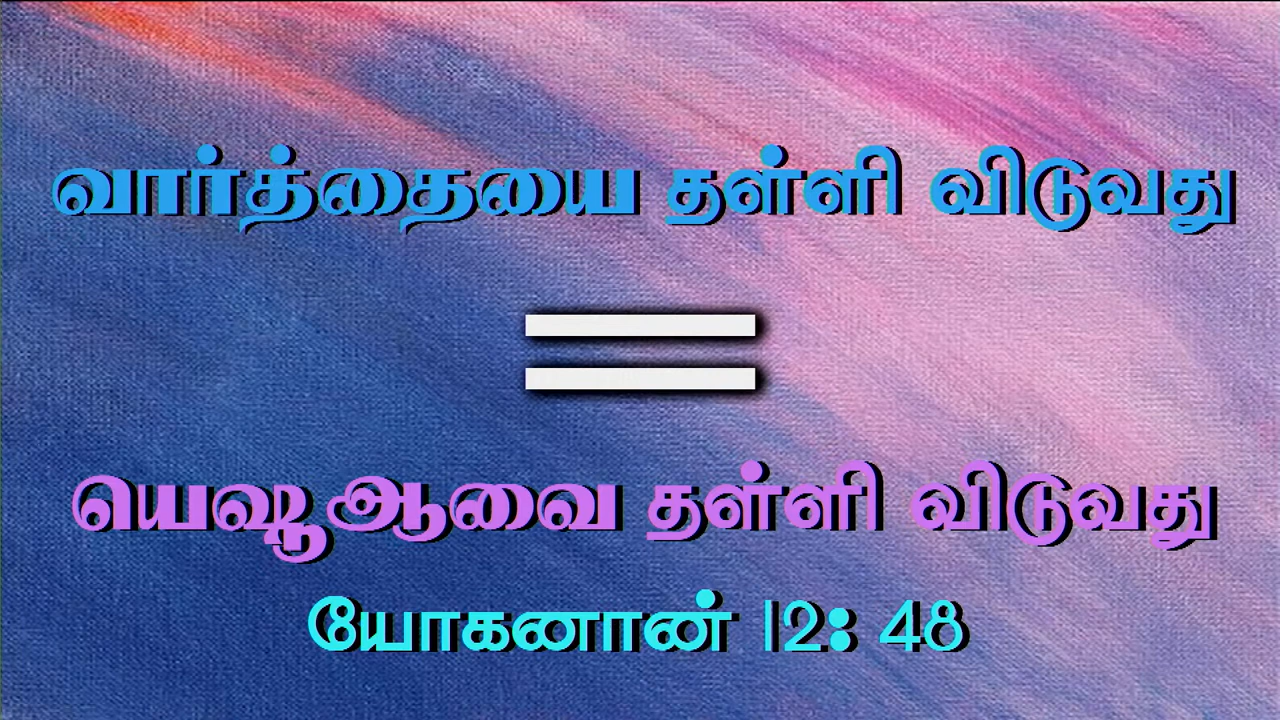 வார்த்தையை தள்ளி விடுவது
=
யெஷூஆவை தள்ளி விடுவது
யோகனான் 12: 48